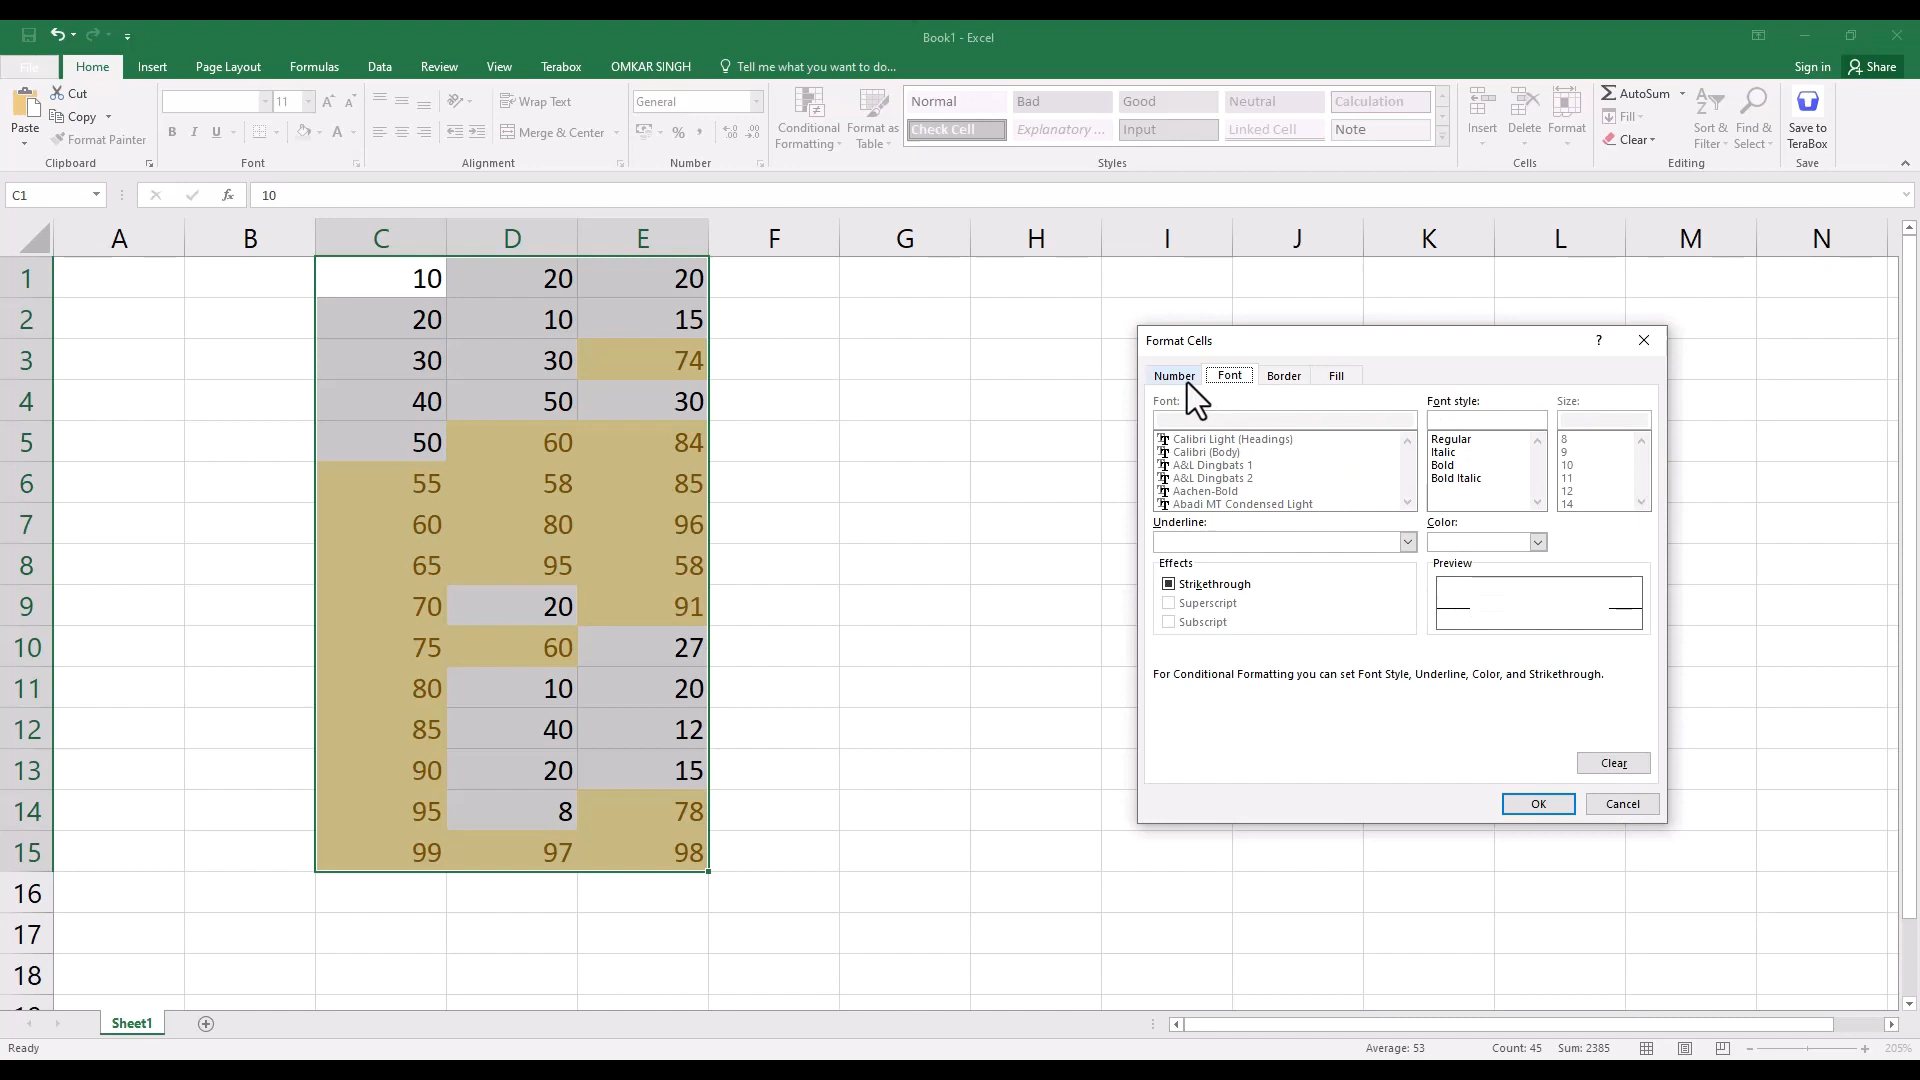 Book1 - Excel
File Home Insert Page Layout Formulas Data Review View Terabox OMKAR SINGH Tell me what you want to do... Sign in Share
Paste
Cut
Copy
Format Painter
Clipboard
11
B I U
Font
Wrap Text
Merge & Center
Alignment
General
%
Number
Conditional Formatting
Format as Table
Normal Bad Good Neutral Calculation
Check Cell Explanatory ... Input Linked Cell Note
Styles
Insert Delete Format
Cells
AutoSum
Fill
Clear
Sort & Filter
Find & Select
Editing
Save to TeraBox
Save
C1 fx 10
A B C D E F G H I J K L M N
1 10 20 20
2 20 10 15
3 30 30 74
4 40 50 30
5 50 60 84
6 55 58 85
7 60 80 96
8 65 95 58
9 70 20 91
10 75 60 27
11 80 10 20
12 85 40 12
13 90 20 15
14 95 8 78
15 99 97 98
16
17
18
Format Cells ?
Number Font Border Fill
Font: Font style: Size:
Calibri Light (Headings) Regular 8
Calibri (Body) Italic 9
A&L Dingbats 1 Bold 10
A&L Dingbats 2 Bold Italic 11
Aachen-Bold 12
Abadi MT Condensed Light 14
Underline: Color:
Effects Preview
Strikethrough
Superscript
Subscript
For Conditional Formatting you can set Font Style, Underline, Color, and Strikethrough.
Clear
OK Cancel
Sheet1
Ready Average: 53 Count: 45 Sum: 2385 205%